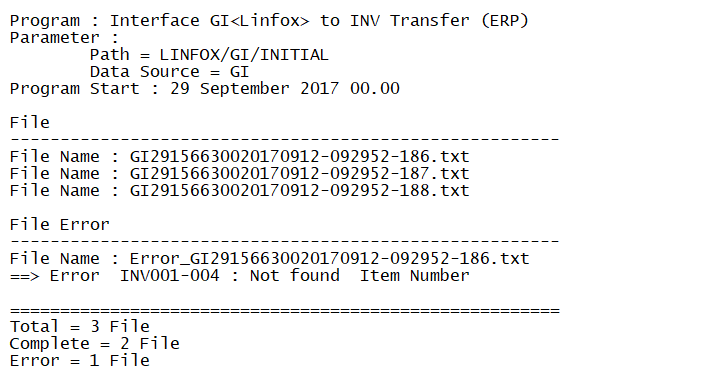 Program : Interface GI<Linfox> to INV Transfer (ERP)
Parameter :
        Path = LINFOX/GI/INITIAL
        Data Source = GI
Program Start : 29 September 2017 00.00

File
-------------------------------------------------------
File Name : GI29156630020170912-092952-186.txt
File Name : GI29156630020170912-092952-187.txt
File Name : GI29156630020170912-092952-188.txt

File Error
-------------------------------------------------------
File Name : Error_GI29156630020170912-092952-186.txt
==> Error  INV001-004 : Not found  Item Number

=======================================================
Total = 3 File
Complete = 2 File
Error = 1 File